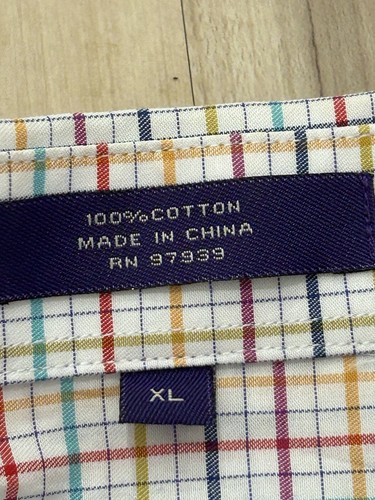 100%COTTON
MADE IN CHINA
RN 97939
XL